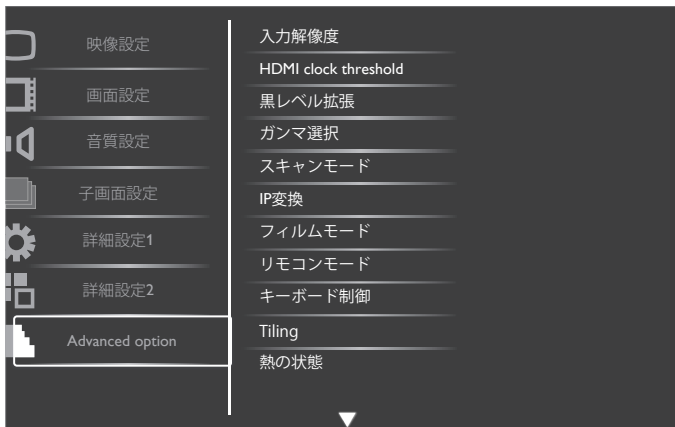 映像設定
画面設定
音質設定
子画面設定
詳細設定1
詳細設定2
Advanced option
入力解像度
HDMI clock threshold
黒レベル拡張
ガンマ選択
スキャンモード
IP変換
フィルムモード
リモコンモード
キーボード制御
Tiling
熱の状態